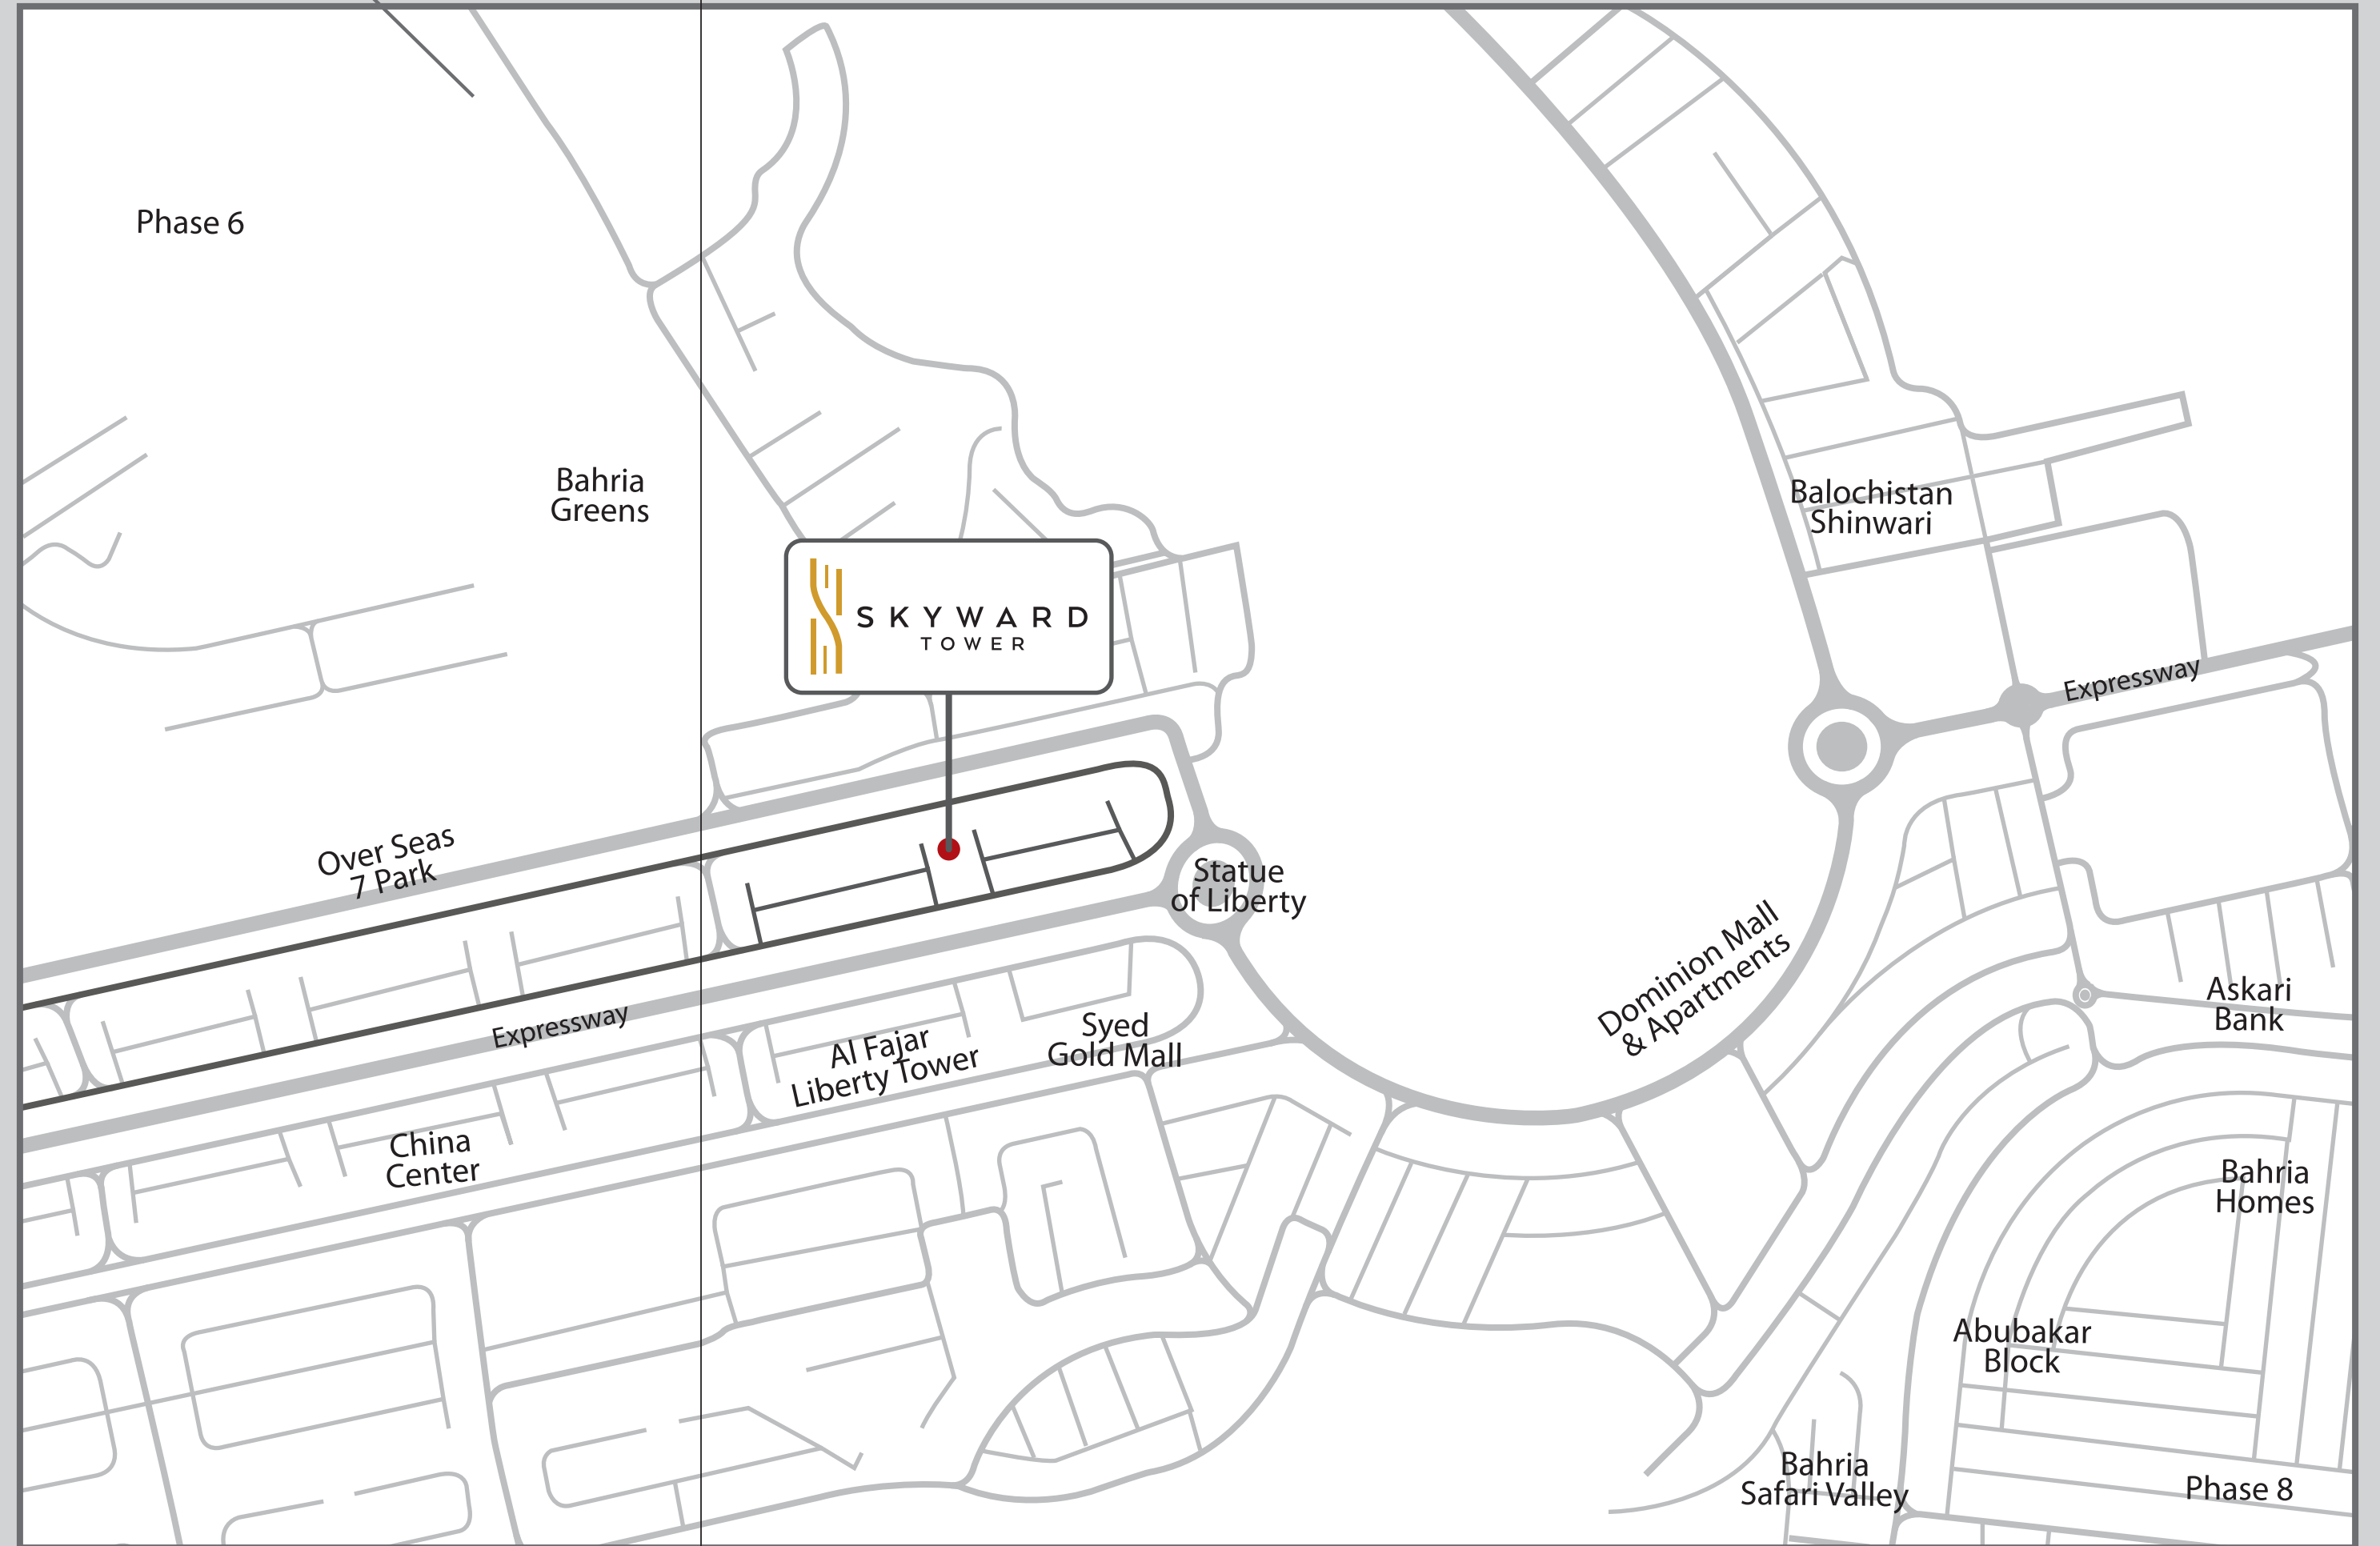 Phase 6
Bahria
Greens
Balochistan
Shinwari
SKYWARD
TOWER
Expressway
Over Seas
7 Park
Statue
of Liberty
Dominion Mall
& Apartments
Askari
Bank
Expressway
Syed
Gold Mall
Al Fajar
Liberty Tower
China
Center
Bahria
Homes
Abubakar
Block
Bahria
Safari Valley
Phase 8